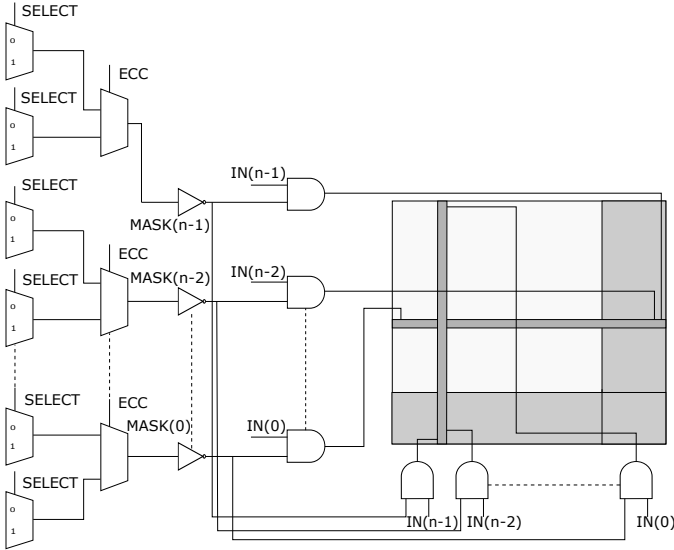 SELECT
0
1
ECC
SELECT
0
1
IN(n-1)
SELECT
MASK(n-1)
0
1
ECC
IN(n-2)
MASK(n-2)
SELECT
0
1
SELECT
ECC
MASK(0)
IN(0)
0
1
SELECT
0
1
IN(n-1)
IN(n-2)
IN(0)